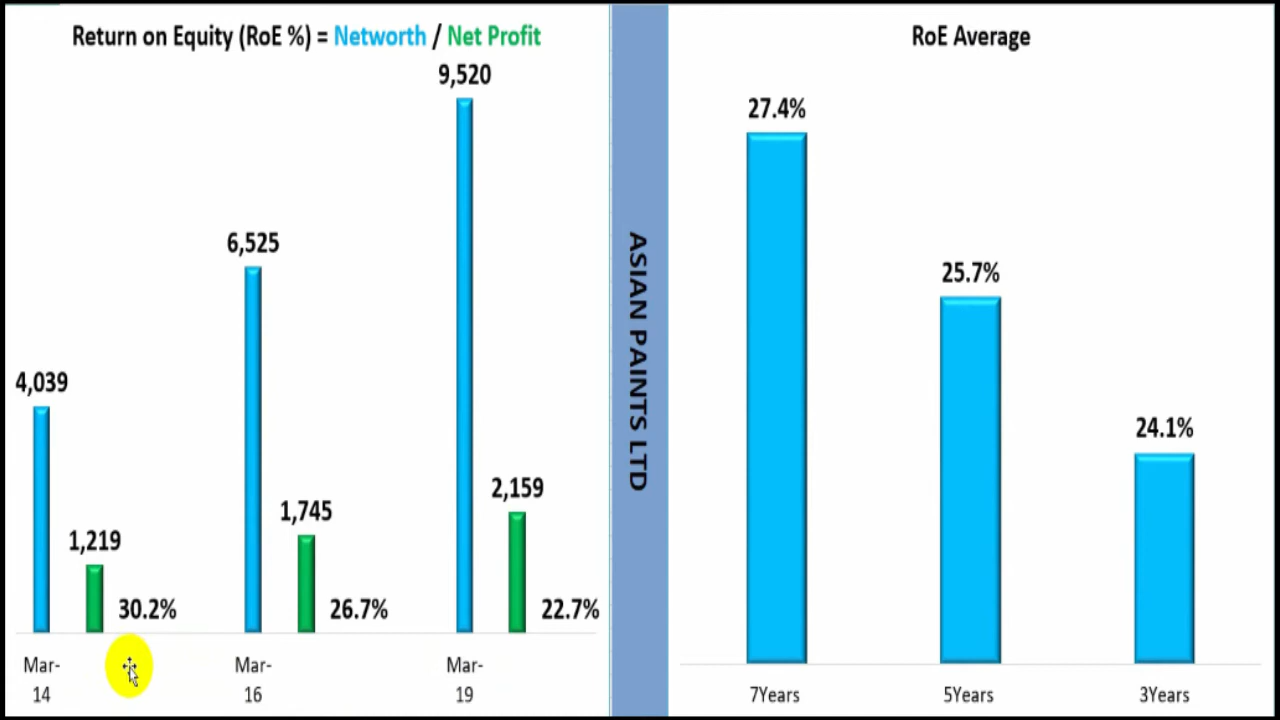 Return on Equity (RoE %) = Networth / Net Profit
9,520
6,525
4,039
2,159
1,745
1,219
30.2%
26.7%
22.7%
Mar-
14
Mar-
16
Mar-
19
ASIAN PAINTS LTD
RoE Average
27.4%
25.7%
24.1%
7Years
5Years
3Years